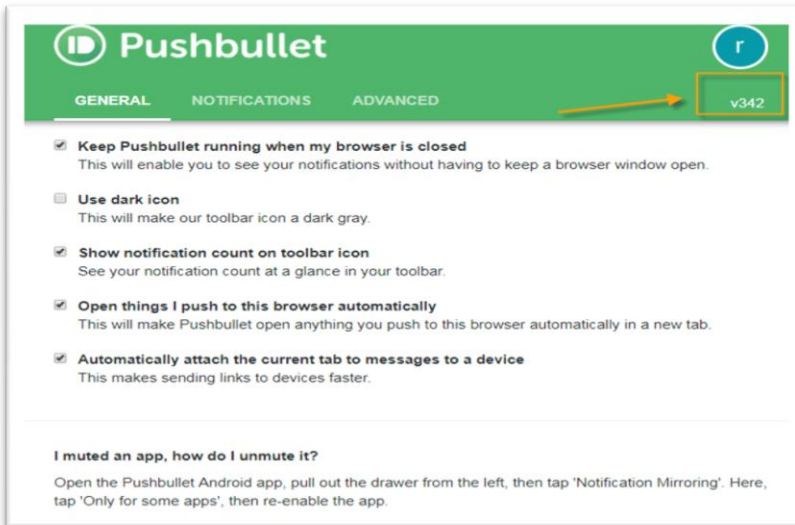 Pushbullet
r
GENERAL NOTIFICATIONS ADVANCED v342
Keep Pushbullet running when my browser is closed
This will enable you to see your notifications without having to keep a browser window open.
Use dark icon
This will make our toolbar icon a dark gray.
Show notification count on toolbar icon
See your notification count at a glance in your toolbar.
Open things I push to this browser automatically
This will make Pushbullet open anything you push to this browser automatically in a new tab.
Automatically attach the current tab to messages to a device
This makes sending links to devices faster.
I muted an app, how do I unmute it?
Open the Pushbullet Android app, pull out the drawer from the left, then tap 'Notification Mirroring'. Here,
tap 'Only for some apps', then re-enable the app.